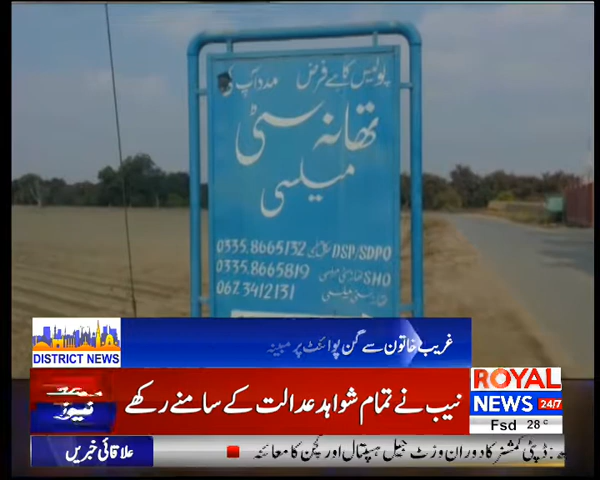 پولیس کا ہے فرض مدد آپ کی
تھانہ سٹی
میلسی
0335.8665132 DSP/SDPO
0335.8665819 SHO
0673412131
غریب خاتون سے گن پوائنٹ پر مبینہ
DISTRICT NEWS
نیب نے تمام شواہد عدالت کے سامنے رکھے
نیوز
ROYAL
NEWS 24/7
Fsd 28 c
علاقائی خبریں
ڈپٹی کمشنر کا دوران وزٹ جیل ہسپتال اور کچن کا معائنہ